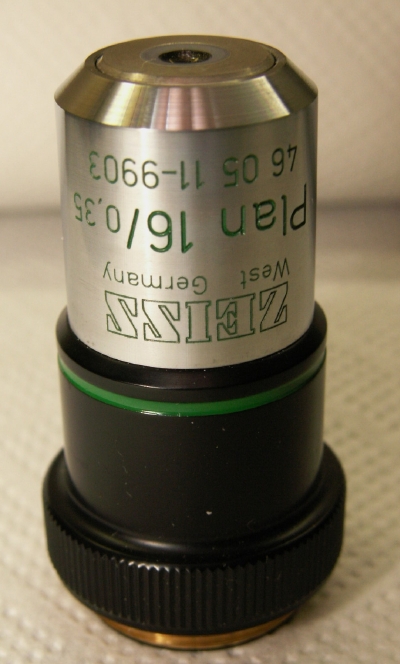 ZEISS
West Germany
Plan 16/0,35
46 05 11-9903